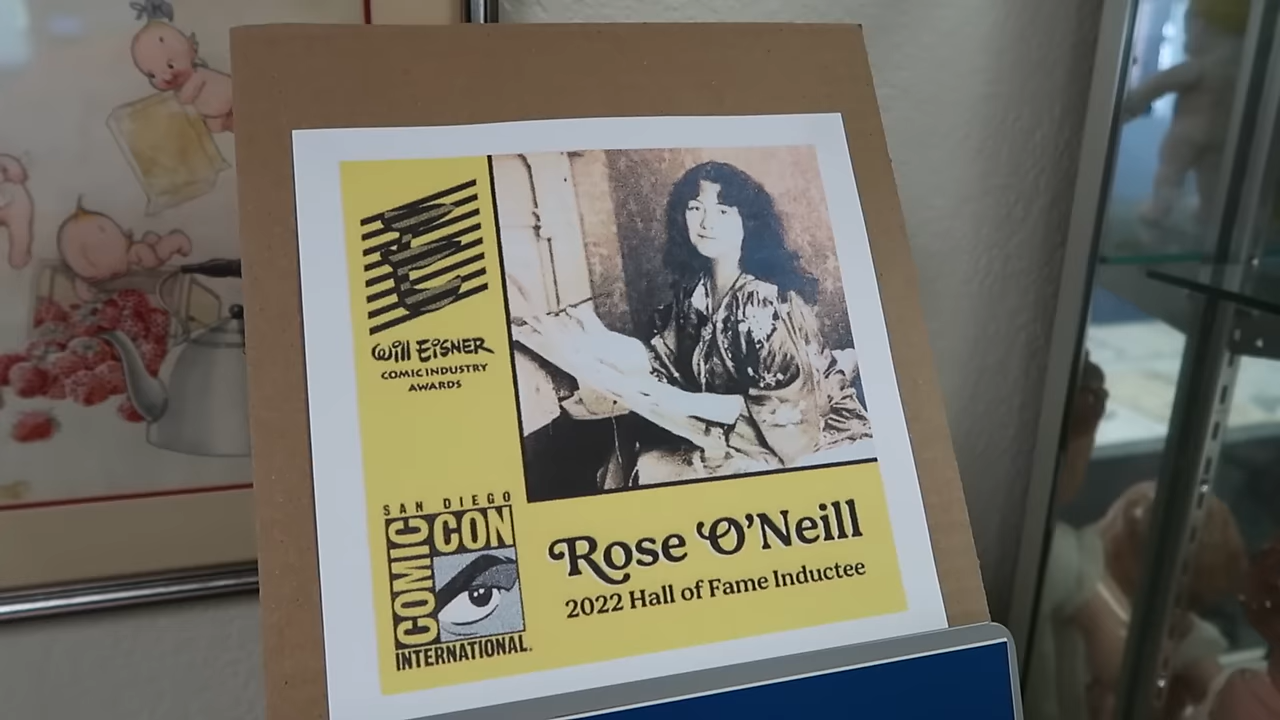 Will Eisner
COMIC INDUSTRY
AWARDS
SAN DIEGO
COMIC
CON
INTERNATIONAL.
Rose O'Neill
2022 Hall of Fame Inductee